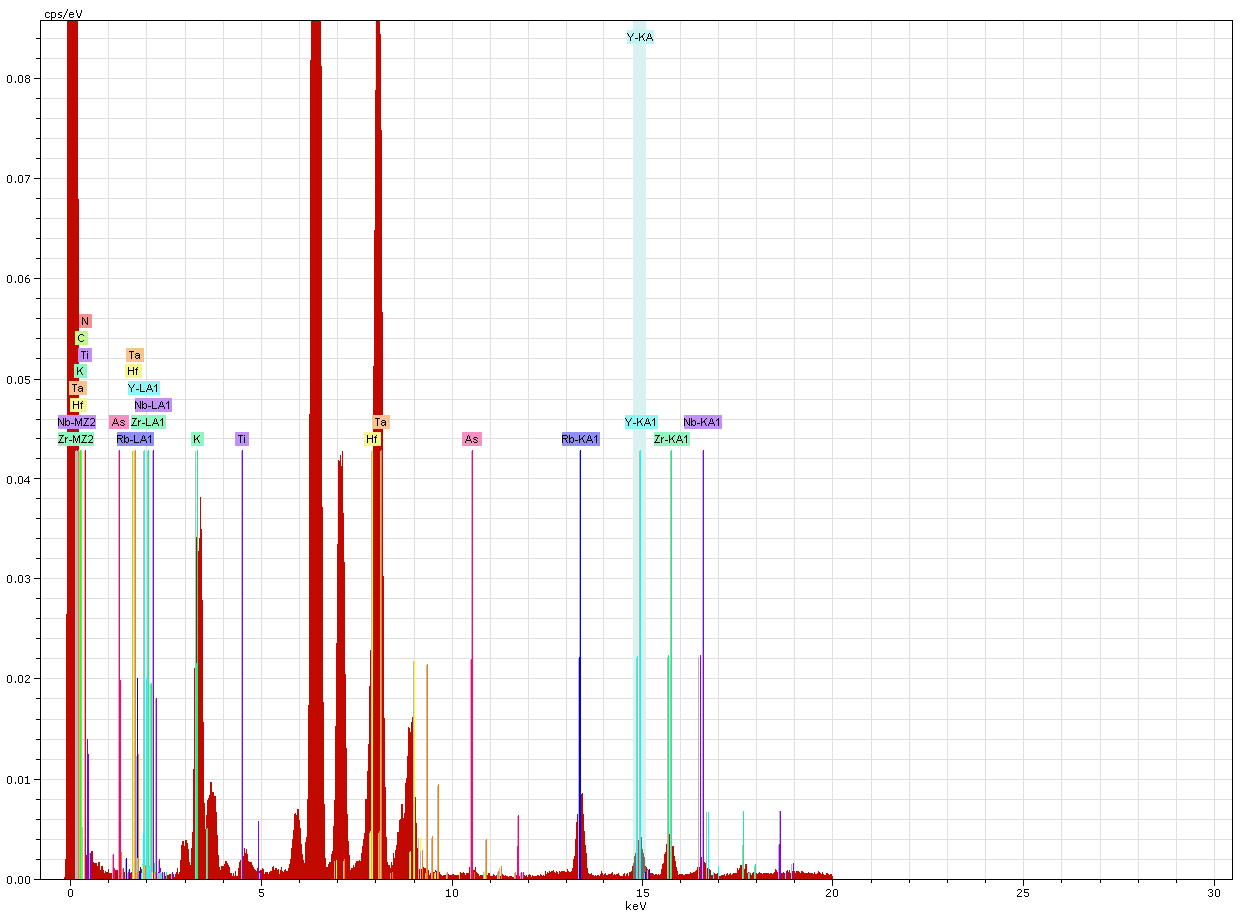 cps/eV
Y-KA
0.08
0.07
0.06
N
C
Ti Ta
K Hf
0.05
Ta Y-LA1
Hf Nb-LA1
Nb-MZ2 As Zr-LA1 Ta Y-KA1 Nb-KA1
Zr-MZ2 Rb-LA1 K Ti Hf As Rb-KA1 Zr-KA1
0.04
0.03
0.02
0.01
0.00
0 5 10 15 20 25 30
keV